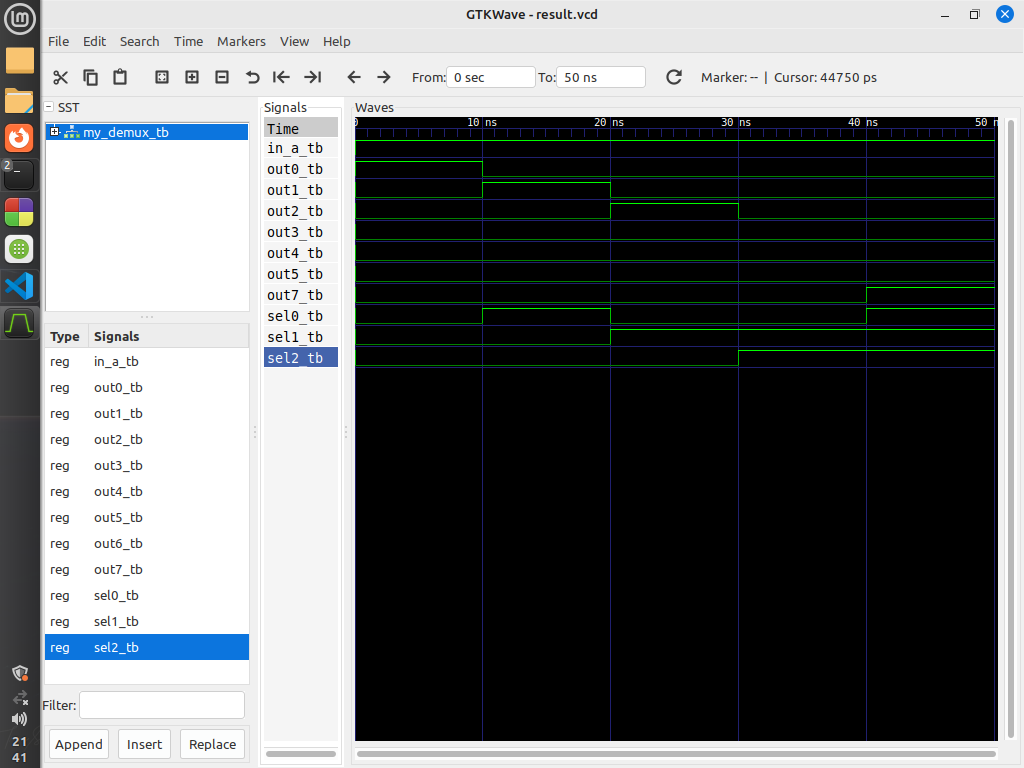 GTKWave - result.vcd
File Edit Search Time Markers View Help
From: 0 sec To: 50 ns Marker: -- | Cursor: 44750 ps
SST
my_demux_tb
Type Signals
reg in_a_tb
reg out0_tb
reg out1_tb
reg out2_tb
reg out3_tb
reg out4_tb
reg out5_tb
reg out6_tb
reg out7_tb
reg sel0_tb
reg sel1_tb
reg sel2_tb
Filter:
Append Insert Replace
Signals
Time
in_a_tb
out0_tb
out1_tb
out2_tb
out3_tb
out4_tb
out5_tb
out7_tb
sel0_tb
sel1_tb
sel2_tb
Waves
0 10 ns 20 ns 30 ns 40 ns 50 n
2
21
41